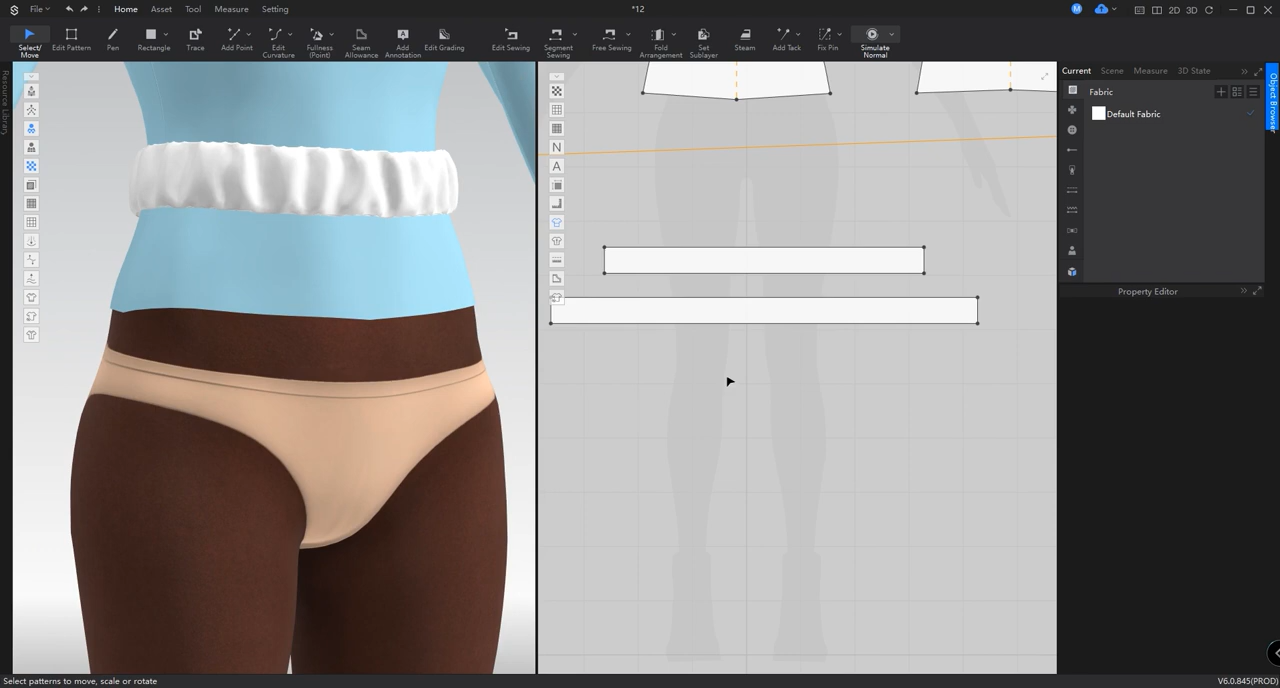 File
Home
Asset
Tool
Measure
Setting
*12
M
2D
3D
Select/
Move
Edit Pattern
Pen
Rectangle
Trace
Add Point
Edit
Curvature
Fullness
(Point)
Seam
Allowance
Add
Annotation
Edit Grading
Edit Sewing
Segment
Sewing
Free Sewing
Fold
Arrangement
Set
Sublayer
Steam
Add Tack
Fix Pin
Simulate
Normal
Resource Library
N
A
Current
Scene
Measure
3D State
Fabric
Default Fabric
Property Editor
Object Browser
Select patterns to move, scale or rotate
V6.0.845(PROD)